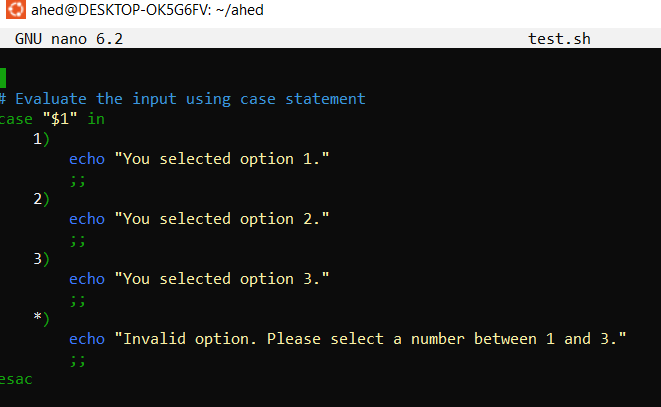 ahed@DESKTOP-OK5G6FV: ~/ahed
GNU nano 6.2 test.sh
# Evaluate the input using case statement
case "$1" in
1)
echo "You selected option 1."
;;
2)
echo "You selected option 2."
;;
3)
echo "You selected option 3."
;;
*)
echo "Invalid option. Please select a number between 1 and 3."
;;
esac